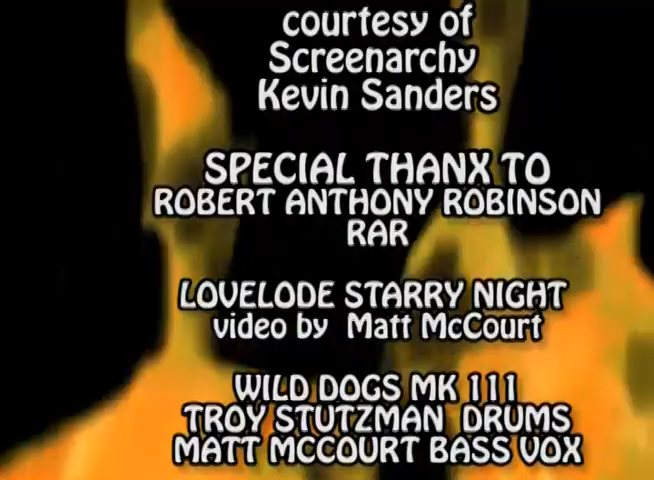 courtesy of
Screenarchy
Kevin Sanders
SPECIAL THANX TO
ROBERT ANTHONY ROBINSON
RAR
LOVELODE STARRY NIGHT
video by Matt McCourt
WILD DOGS MK 111
TROY STUTZMAN DRUMS
MATT MCCOURT BASS VOX